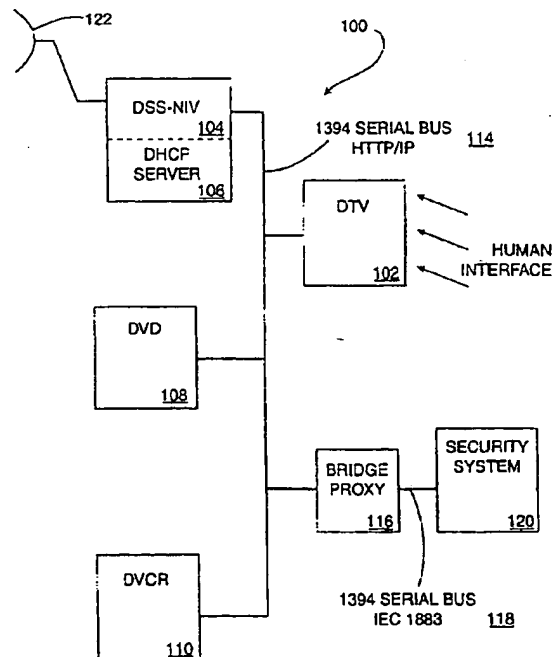 122
100
DSS-NIV
104
DHCP
SERVER
106
1394 SERIAL BUS
HTTP/IP
114
DTV
102
HUMAN
INTERFACE
DVD
108
BRIDGE
PROXY
116
SECURITY
SYSTEM
120
DVCR
110
1394 SERIAL BUS
IEC 1883
118